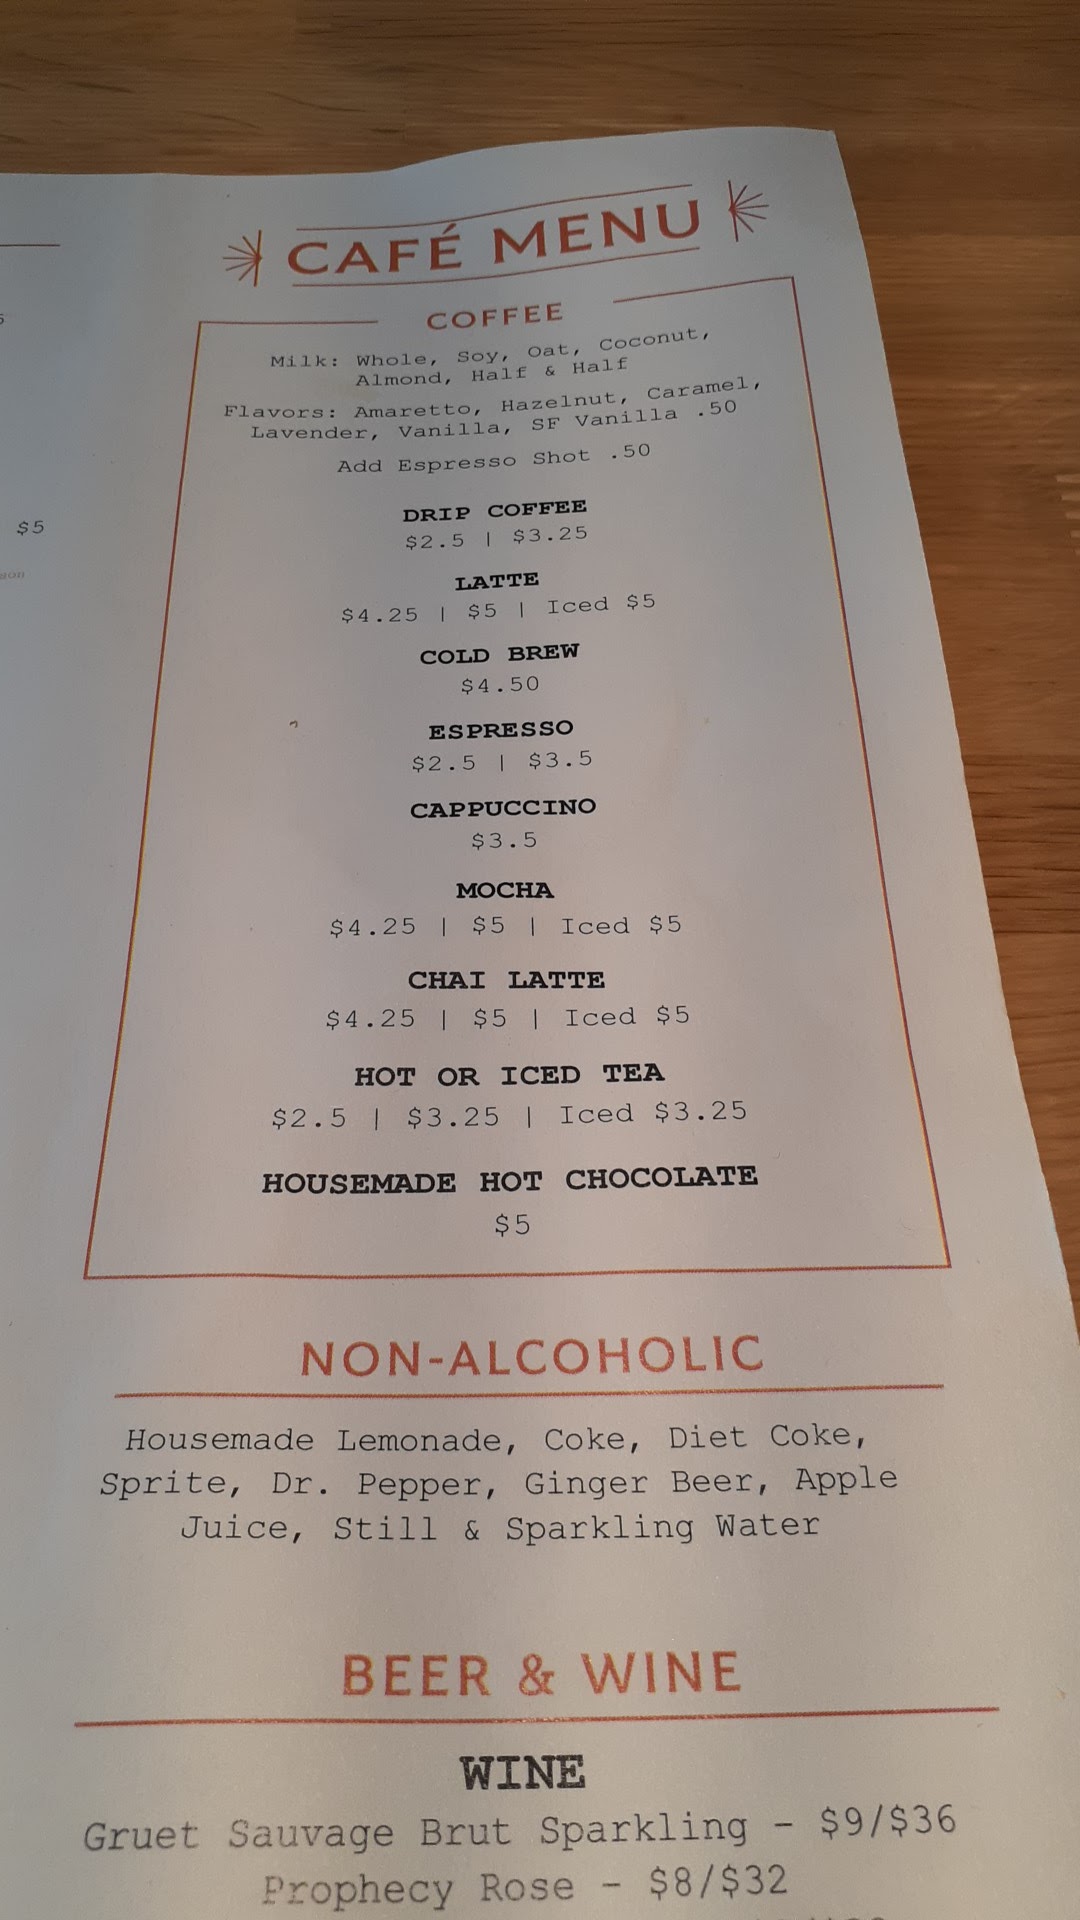 CAFÉ MENU
COFFEE
Milk: Whole, Soy, Oat, Coconut,
Almond, Half & Half
Flavors: Amaretto, Hazelnut, Caramel,
Lavender, Vanilla, SF Vanilla .50
Add Espresso Shot .50
DRIP COFFEE
$2.5 | $3.25
LATTE
$4.25 | $5 | Iced $5
COLD BREW
$4.50
ESPRESSO
$2.5 | $3.5
CAPPUCCINO
$3.5
MOCHA
$4.25 | $5 | Iced $5
CHAI LATTE
$4.25 | $5 | Iced $5
HOT OR ICED TEA
$2.5 | $3.25 | Iced $3.25
HOUSEMADE HOT CHOCOLATE
$5
NON-ALCOHOLIC
Housemade Lemonade, Coke, Diet Coke,
Sprite, Dr. Pepper, Ginger Beer, Apple
Juice, Still & Sparkling Water
BEER & WINE
WINE
Gruet Sauvage Brut Sparkling - $9/$36
Prophecy Rose - $8/$32
$5